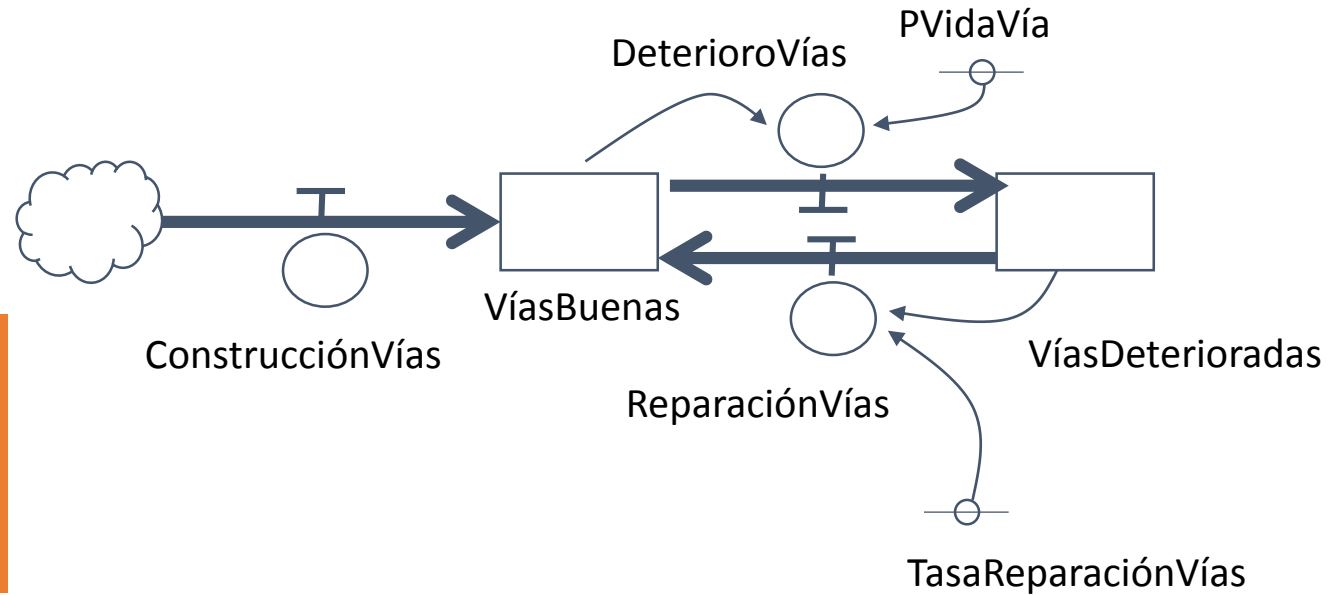 PVidaVía
DeterioroVías
VíasBuenas
ConstrucciónVías
VíasDeterioradas
ReparaciónVías
TasaReparaciónVías